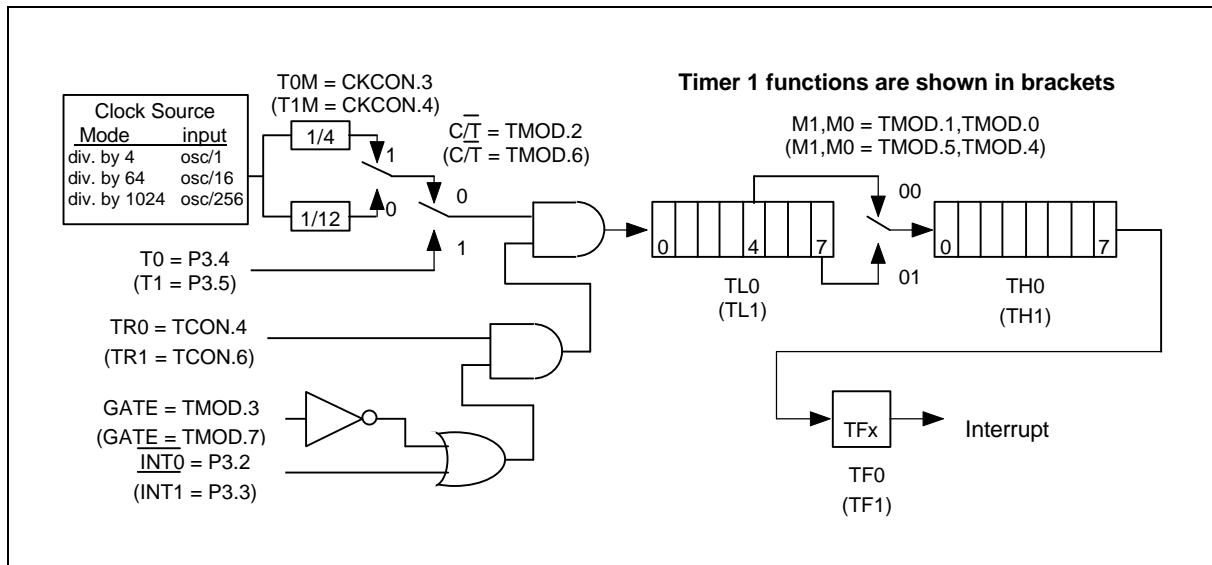 Timer 1 functions are shown in brackets
T0M = CKCON.3
(T1M = CKCON.4)
Clock Source
Mode input
div. by 4 osc/1
div. by 64 osc/16
div. by 1024 osc/256
1/4
1/12
1
0
C/T̅ = TMOD.2
(C/T̅ = TMOD.6)
0
1
T0 = P3.4
(T1 = P3.5)
TR0 = TCON.4
(TR1 = TCON.6)
GATE = TMOD.3
(GATE = TMOD.7)
I̅N̅T̅0̅ = P3.2
(I̅N̅T̅1̅ = P3.3)
M1,M0 = TMOD.1,TMOD.0
(M1,M0 = TMOD.5,TMOD.4)
0 4 7
TL0
(TL1)
00
01
0 7
TH0
(TH1)
TFx
Interrupt
TF0
(TF1)